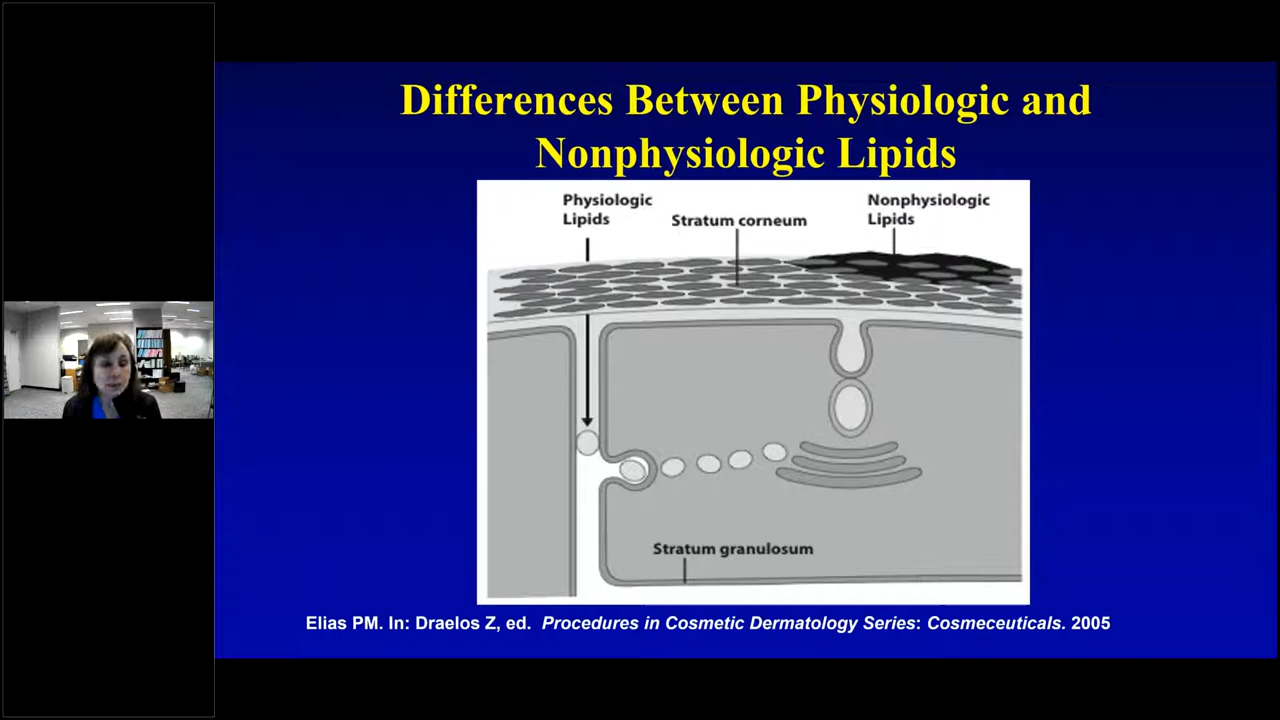 Differences Between Physiologic and
Nonphysiologic Lipids
Physiologic
Lipids
Stratum corneum
Nonphysiologic
Lipids
Stratum granulosum
Elias PM. In: Draelos Z, ed. Procedures in Cosmetic Dermatology Series: Cosmeceuticals. 2005